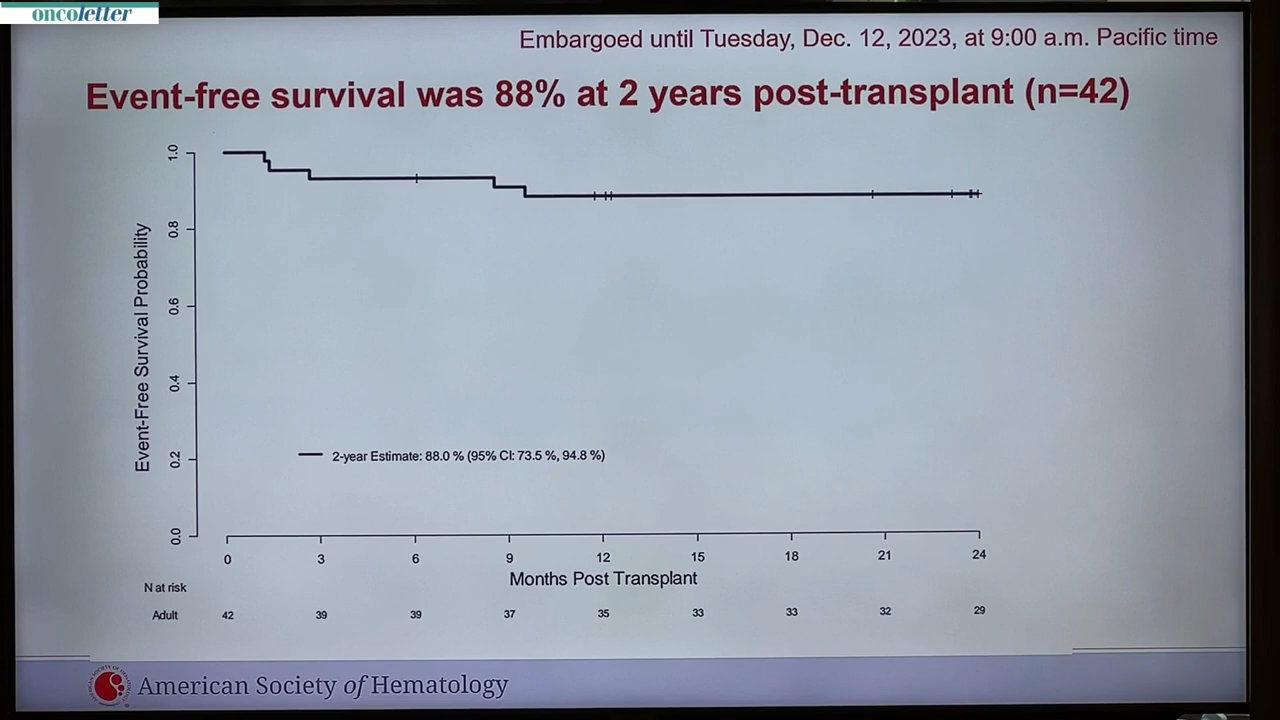 oncoletter
Embargoed until Tuesday, Dec. 12, 2023, at 9:00 a.m. Pacific time
Event-free survival was 88% at 2 years post-transplant (n=42)
Event-Free Survival Probability
1.0
0.8
0.6
0.4
0.2
0.0
2-year Estimate: 88.0 % (95% CI: 73.5 %, 94.8 %)
0 3 6 9 12 15 18 21 24
Months Post Transplant
N at risk
Adult 42 39 39 37 35 33 33 32 29
American Society of Hematology